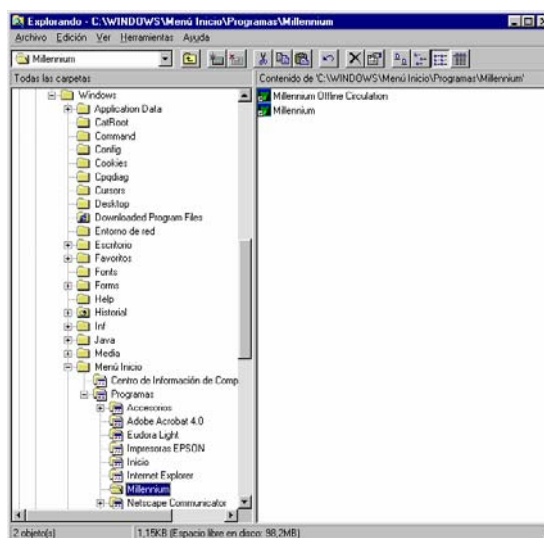 Explorando - C:\WINDOWS\Menú Inicio\Programas\Millennium
Archivo Edición Ver Herramientas Ayuda
Millennium
Todas las carpetas
Contenido de 'C:\WINDOWS\Menú Inicio\Programas\Millennium'
Windows
Application Data
CatRoot
Command
Config
Cookies
Cpqdiag
Cursors
Desktop
Downloaded Program Files
Entorno de red
Escritorio
Favoritos
Fonts
Forms
Help
Historial
Inf
Java
Media
Menú Inicio
Centro de Información de Comp
Programas
Accesorios
Adobe Acrobat 4.0
Eudora Light
Impresoras EPSON
Inicio
Internet Explorer
Millennium
Netscape Communicator
Millennium Offline Circulation
Millennium
2 objeto(s)
1,15KB (Espacio libre en disco: 98,2MB)